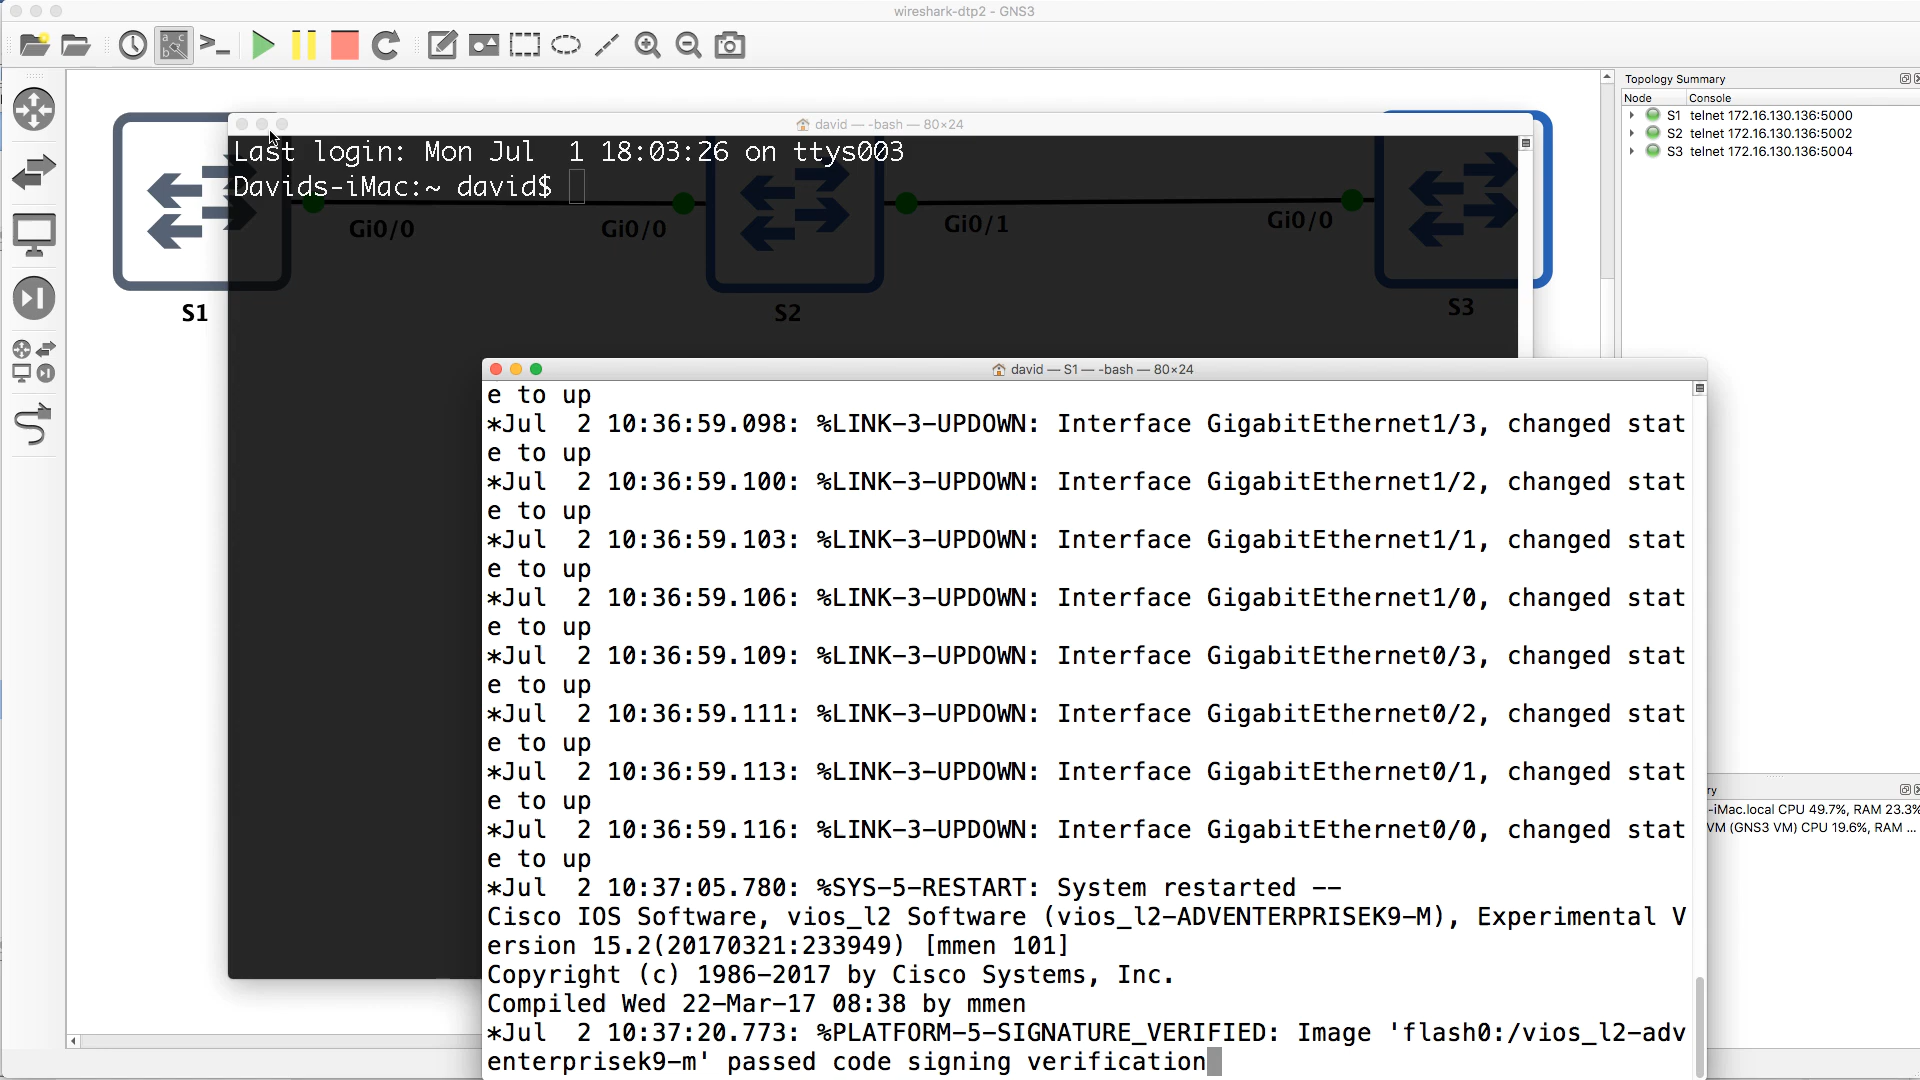 wireshark-dtp2 - GNS3
Topology Summary
Node Console
S1 telnet 172.16.130.136:5000
S2 telnet 172.16.130.136:5002
S3 telnet 172.16.130.136:5004
david — -bash — 80×24
Last login: Mon Jul  1 18:03:26 on ttys003
Davids-iMac:~ david$
Gi0/0
Gi0/0
Gi0/1
Gi0/0
S1
S2
S3
david — S1 — -bash — 80×24
e to up
*Jul  2 10:36:59.098: %LINK-3-UPDOWN: Interface GigabitEthernet1/3, changed stat
e to up
*Jul  2 10:36:59.100: %LINK-3-UPDOWN: Interface GigabitEthernet1/2, changed stat
e to up
*Jul  2 10:36:59.103: %LINK-3-UPDOWN: Interface GigabitEthernet1/1, changed stat
e to up
*Jul  2 10:36:59.106: %LINK-3-UPDOWN: Interface GigabitEthernet1/0, changed stat
e to up
*Jul  2 10:36:59.109: %LINK-3-UPDOWN: Interface GigabitEthernet0/3, changed stat
e to up
*Jul  2 10:36:59.111: %LINK-3-UPDOWN: Interface GigabitEthernet0/2, changed stat
e to up
*Jul  2 10:36:59.113: %LINK-3-UPDOWN: Interface GigabitEthernet0/1, changed stat
e to up
*Jul  2 10:36:59.116: %LINK-3-UPDOWN: Interface GigabitEthernet0/0, changed stat
e to up
*Jul  2 10:37:05.780: %SYS-5-RESTART: System restarted --
Cisco IOS Software, vios_l2 Software (vios_l2-ADVENTERPRISEK9-M), Experimental V
ersion 15.2(20170321:233949) [mmen 101]
Copyright (c) 1986-2017 by Cisco Systems, Inc.
Compiled Wed 22-Mar-17 08:38 by mmen
*Jul  2 10:37:20.773: %PLATFORM-5-SIGNATURE_VERIFIED: Image 'flash0:/vios_l2-adv
enterprisek9-m' passed code signing verification
ry
-iMac.local CPU 49.7%, RAM 23.3%
VM (GNS3 VM) CPU 19.6%, RAM ...